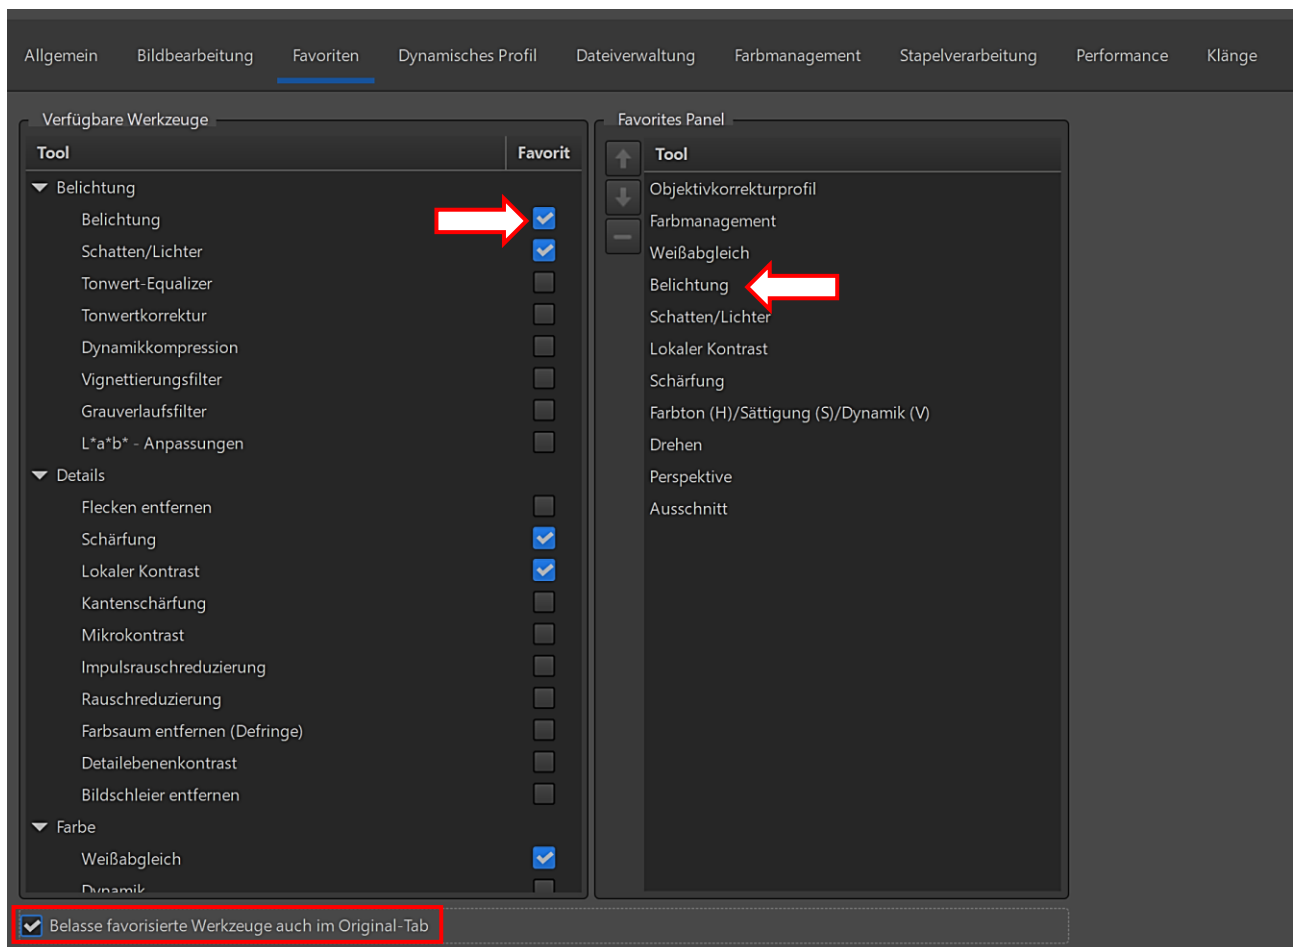 Allgemein Bildbearbeitung Favoriten Dynamisches Profil Dateiverwaltung Farbmanagement Stapelverarbeitung Performance Klänge
Verfügbare Werkzeuge
Tool Favorit
Belichtung
Belichtung
Schatten/Lichter
Tonwert-Equalizer
Tonwertkorrektur
Dynamikkompression
Vignettierungsfilter
Grauverlaufsfilter
L*a*b* - Anpassungen
Details
Flecken entfernen
Schärfung
Lokaler Kontrast
Kantenschärfung
Mikrokontrast
Impulsrauschreduzierung
Rauschreduzierung
Farbsaum entfernen (Defringe)
Detailebenenkontrast
Bildschleier entfernen
Farbe
Weißabgleich
Dynamik
Favorites Panel
Tool
Objektivkorrekturprofil
Farbmanagement
Weißabgleich
Belichtung
Schatten/Lichter
Lokaler Kontrast
Schärfung
Farbton (H)/Sättigung (S)/Dynamik (V)
Drehen
Perspektive
Ausschnitt
Belasse favorisierte Werkzeuge auch im Original-Tab